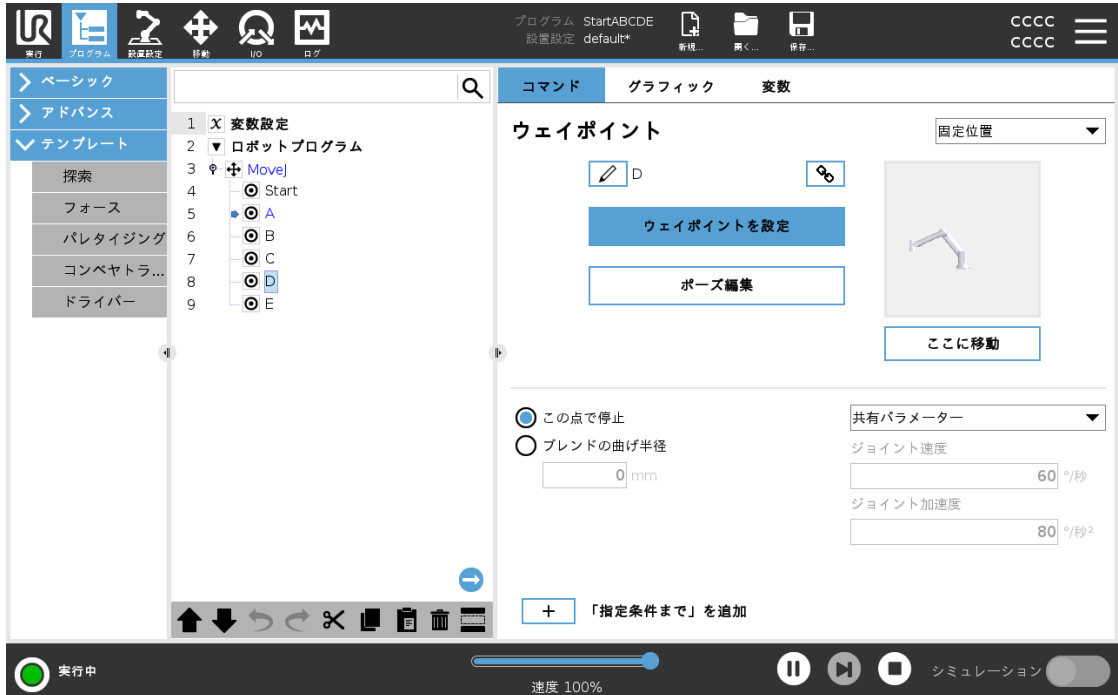 UR
実行
プログラム
設置設定
移動
I/O
ログ
プログラム StartABCDE
設置設定 default*
新規...
開く...
保存...
CCCC
CCCC
ベーシック
アドバンス
テンプレート
探索
フォース
パレタイジング
コンベヤトラ...
ドライバー
1 X 変数設定
2 ロボットプログラム
3 MoveJ
4 Start
5 A
6 B
7 C
8 D
9 E
コマンド
グラフィック
変数
ウェイポイント
固定位置
D
ウェイポイントを設定
ポーズ編集
ここに移動
この点で停止
ブレンドの曲げ半径
0 mm
共有パラメーター
ジョイント速度
60 °/秒
ジョイント加速度
80 °/秒²
+ 「指定条件まで」を追加
実行中
速度 100%
シミュレーション